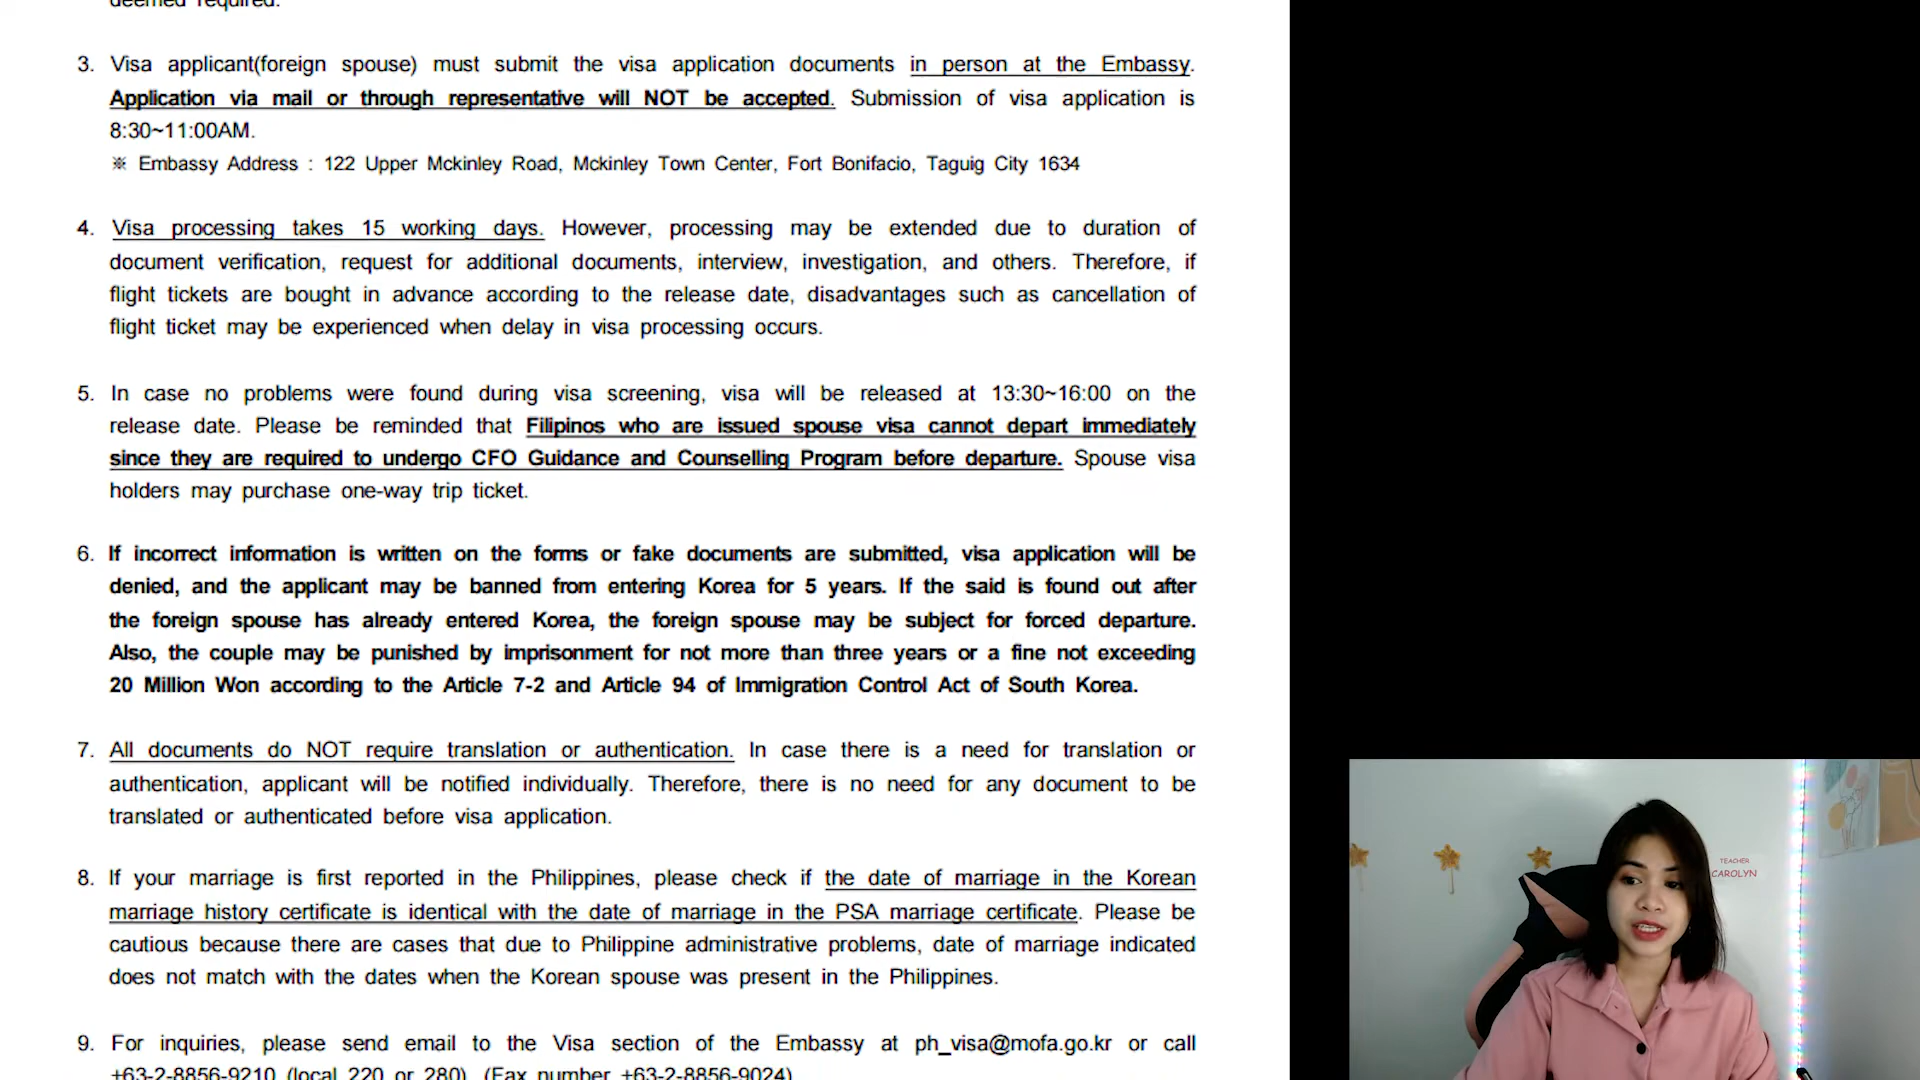 deemed required.
3. Visa applicant(foreign spouse) must submit the visa application documents in person at the Embassy.
Application via mail or through representative will NOT be accepted. Submission of visa application is
8:30~11:00AM.
※ Embassy Address : 122 Upper Mckinley Road, Mckinley Town Center, Fort Bonifacio, Taguig City 1634
4. Visa processing takes 15 working days. However, processing may be extended due to duration of
document verification, request for additional documents, interview, investigation, and others. Therefore, if
flight tickets are bought in advance according to the release date, disadvantages such as cancellation of
flight ticket may be experienced when delay in visa processing occurs.
5. In case no problems were found during visa screening, visa will be released at 13:30~16:00 on the
release date. Please be reminded that Filipinos who are issued spouse visa cannot depart immediately
since they are required to undergo CFO Guidance and Counselling Program before departure. Spouse visa
holders may purchase one-way trip ticket.
6. If incorrect information is written on the forms or fake documents are submitted, visa application will be
denied, and the applicant may be banned from entering Korea for 5 years. If the said is found out after
the foreign spouse has already entered Korea, the foreign spouse may be subject for forced departure.
Also, the couple may be punished by imprisonment for not more than three years or a fine not exceeding
20 Million Won according to the Article 7-2 and Article 94 of Immigration Control Act of South Korea.
7. All documents do NOT require translation or authentication. In case there is a need for translation or
authentication, applicant will be notified individually. Therefore, there is no need for any document to be
translated or authenticated before visa application.
8. If your marriage is first reported in the Philippines, please check if the date of marriage in the Korean
marriage history certificate is identical with the date of marriage in the PSA marriage certificate. Please be
cautious because there are cases that due to Philippine administrative problems, date of marriage indicated
does not match with the dates when the Korean spouse was present in the Philippines.
9. For inquiries, please send email to the Visa section of the Embassy at ph_visa@mofa.go.kr or call
+63-2-8856-9210 (local 220 or 280). (Fax number +63-2-8856-9024)
TEACHER
CAROLYN